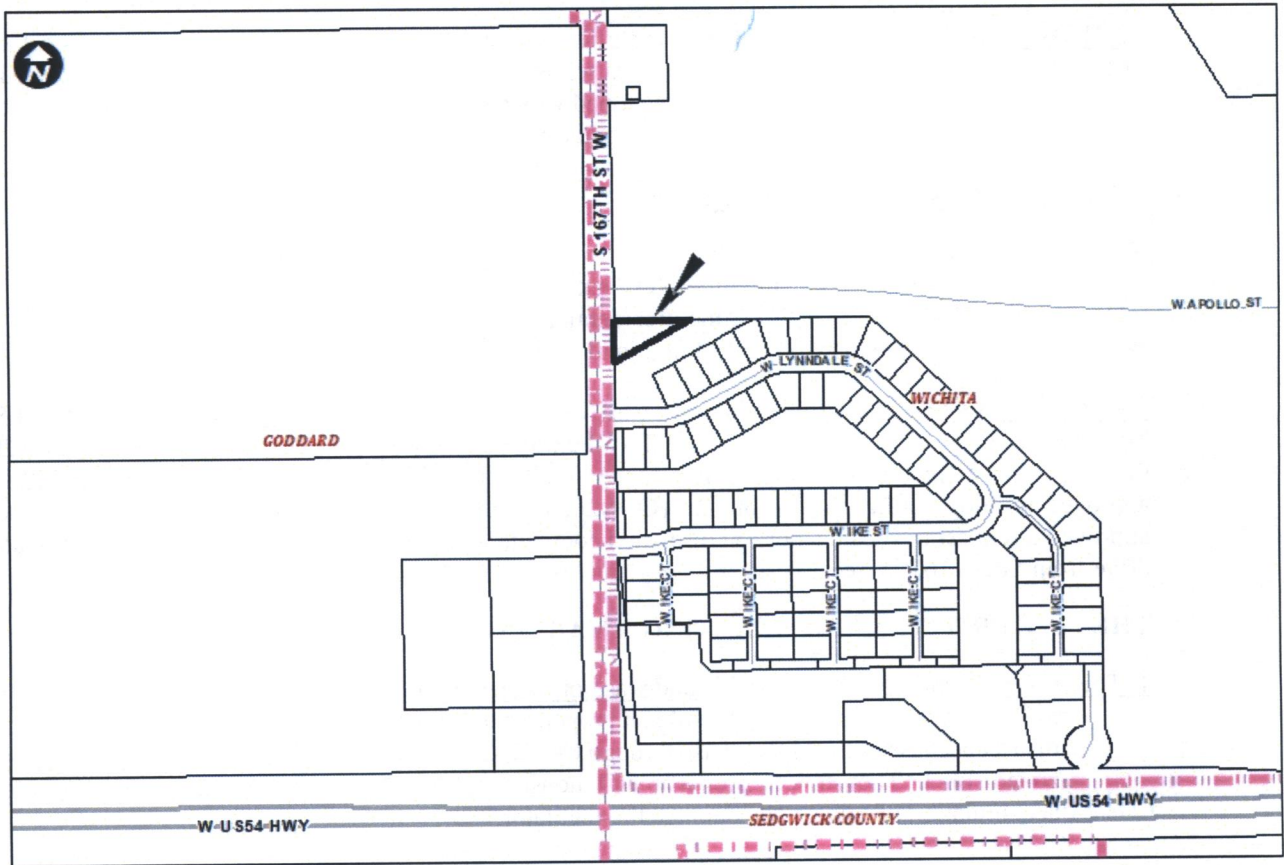 N
S 167TH ST W
W APOLLO ST
W LYNNDALE ST
WICHITA
GODDARD
W IKE ST
W IKE CT
W IKE CT
W IKE CT
W IKE CT
W IKE CT
W US54 HWY
W US54 HWY
SEDGWICK COUNTY